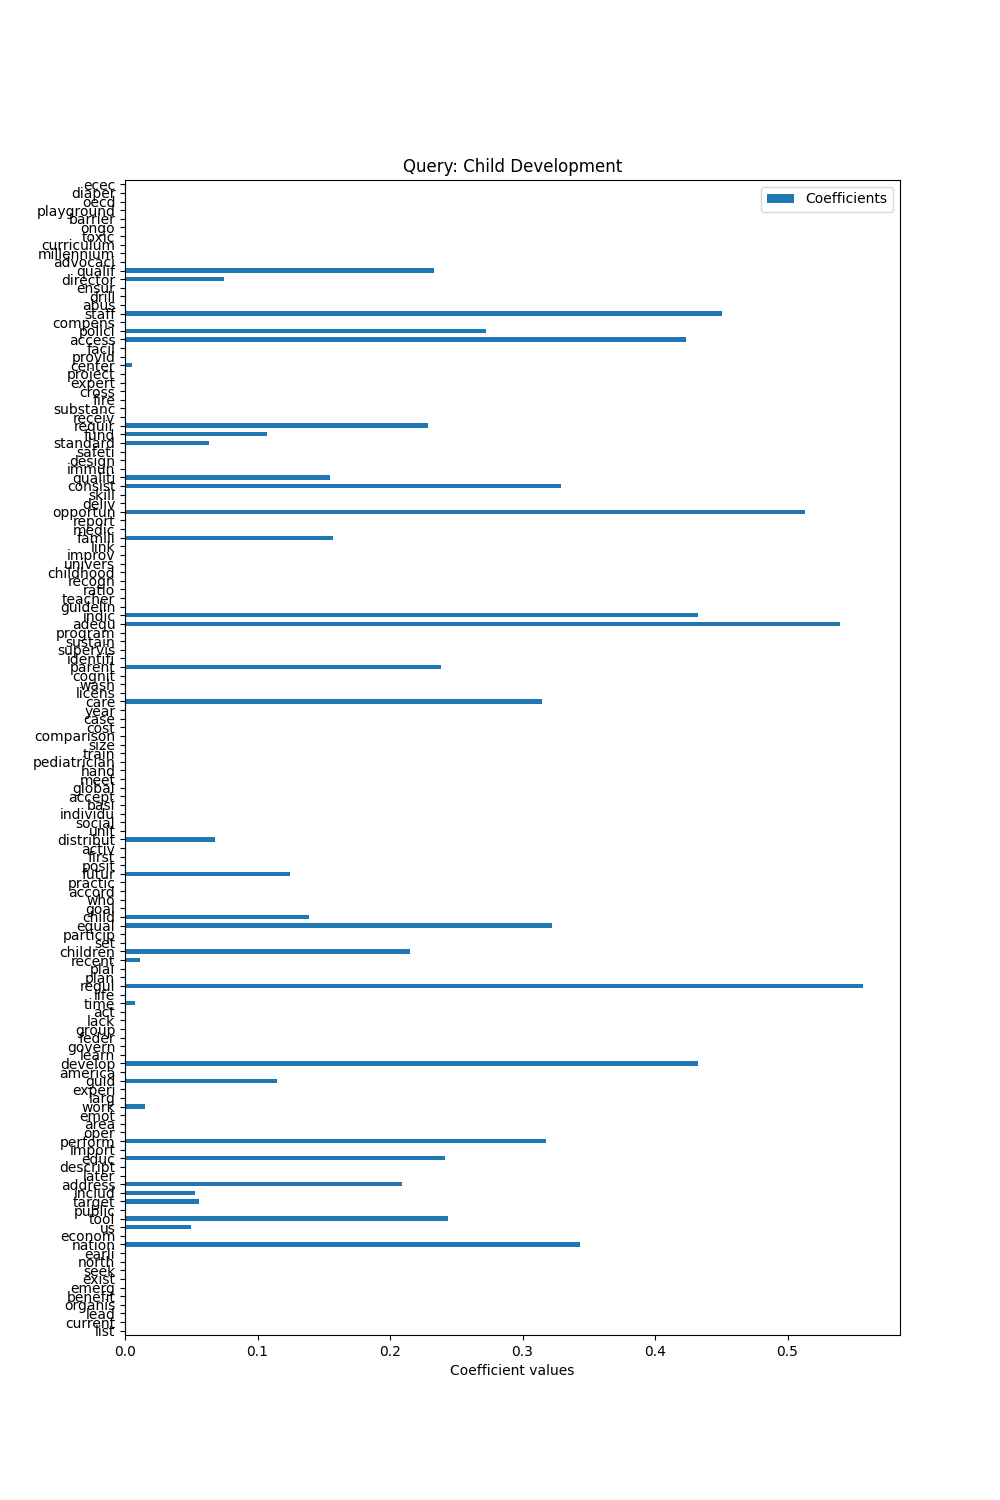 Query: Child Development
Coefficients
ecec
diaper
oecd
playground
barrier
ongo
toxic
curriculum
millennium
advocaci
qualif
director
ensur
drill
abus
staff
compens
polici
access
facil
provid
center
project
expert
cross
fire
substanc
receiv
requir
fund
standard
safeti
design
immun
qualiti
consist
skill
deliv
opportun
report
medic
famili
link
improv
univers
childhood
recogn
ratio
teacher
guidelin
indic
adequ
program
sustain
supervis
identifi
parent
cognit
wash
licens
care
year
case
cost
comparison
size
train
pediatrician
hand
meet
global
accept
basi
individu
social
unit
distribut
activ
first
posit
futur
practic
accord
who
goal
child
equal
particip
set
children
recent
plai
plan
regul
life
time
act
lack
group
feder
govern
learn
develop
america
guid
experi
larg
work
emot
area
oper
perform
import
educ
descript
later
address
includ
target
public
tool
us
econom
nation
earli
north
seek
exist
emerg
benefit
organis
lead
current
list
0.0 0.1 0.2 0.3 0.4 0.5
Coefficient values